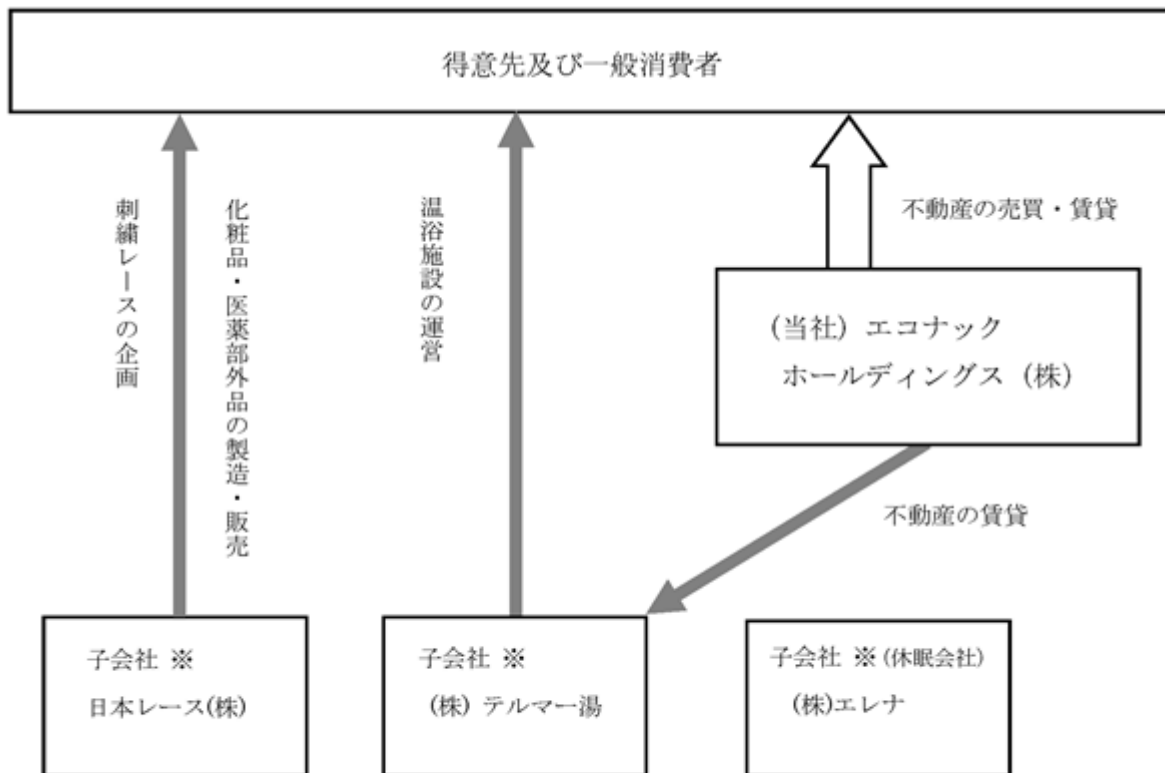 得意先及び一般消費者
刺繍レースの企画
化粧品・医薬部外品の製造・販売
温浴施設の運営
不動産の売買・賃貸
(当社) エコナック
ホールディングス (株)
不動産の賃貸
子会社 ※
日本レース(株)
子会社 ※
(株) テルマー湯
子会社 ※ (休眠会社)
(株)エレナ